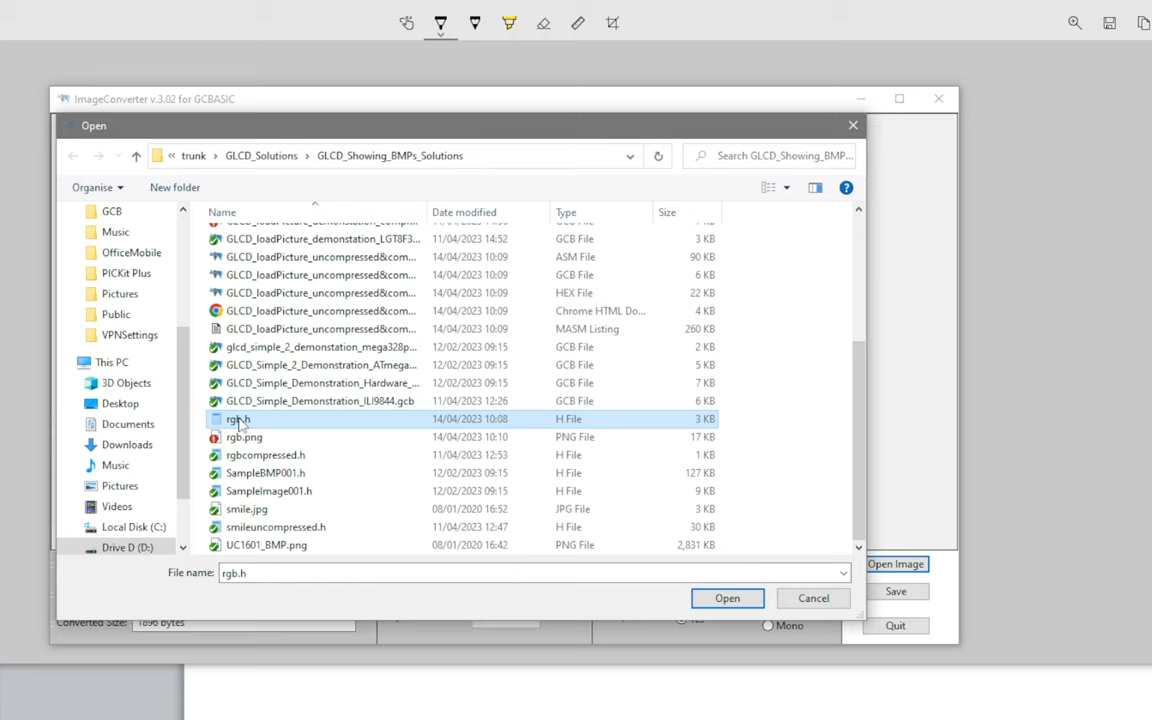 ImageConverter v.3.02 for GCBASIC
Open
« trunk › GLCD_Solutions › GLCD_Showing_BMPs_Solutions
Search GLCD_Showing_BMP...
Organise
New folder
Name Date modified Type Size
GCB
Music
OfficeMobile
PICKit Plus
Pictures
Public
VPNSettings
This PC
3D Objects
Desktop
Documents
Downloads
Music
Pictures
Videos
Local Disk (C:)
Drive D (D:)
GLCD_loadPicture_demonstation_LGT8F3... 11/04/2023 14:52 GCB File 3 KB
GLCD_loadPicture_uncompressed&com... 14/04/2023 10:09 ASM File 90 KB
GLCD_loadPicture_uncompressed&com... 14/04/2023 10:09 GCB File 6 KB
GLCD_loadPicture_uncompressed&com... 14/04/2023 10:09 HEX File 22 KB
GLCD_loadPicture_uncompressed&com... 14/04/2023 10:09 Chrome HTML Do... 4 KB
GLCD_loadPicture_uncompressed&com... 14/04/2023 10:09 MASM Listing 260 KB
glcd_simple_2_demonstation_mega328p... 12/02/2023 09:15 GCB File 2 KB
GLCD_Simple_2_Demonstration_ATmega... 12/02/2023 09:15 GCB File 5 KB
GLCD_Simple_Demonstration_Hardware_... 12/02/2023 09:15 GCB File 7 KB
GLCD_Simple_Demonstration_ILI9844.gcb 11/04/2023 12:26 GCB File 6 KB
rgb.h 14/04/2023 10:08 H File 3 KB
rgb.png 14/04/2023 10:10 PNG File 17 KB
rgbcompressed.h 11/04/2023 12:53 H File 1 KB
SampleBMP001.h 12/02/2023 09:15 H File 127 KB
SampleImage001.h 12/02/2023 09:15 H File 9 KB
smile.jpg 08/01/2020 16:52 JPG File 3 KB
smileuncompressed.h 11/04/2023 12:47 H File 30 KB
UC1601_BMP.png 08/01/2020 16:42 PNG File 2,831 KB
File name: rgb.h
Open Cancel
Open Image
Save
Quit
Converted Size: 1896 bytes
Mono